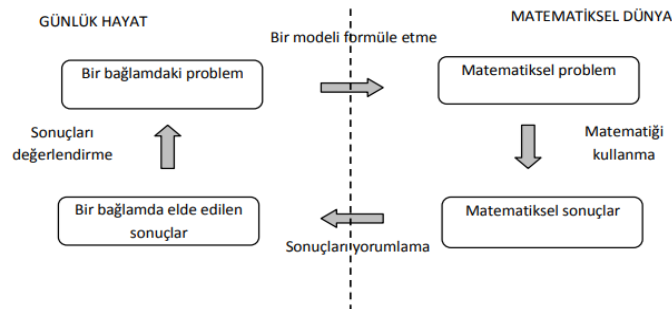 GÜNLÜK HAYAT
MATEMATİKSEL DÜNYA
Bir modeli formüle etme
Bir bağlamdaki problem
Matematiksel problem
Sonuçları
değerlendirme
Matematiği
kullanma
Bir bağlamda elde edilen
sonuçlar
Matematiksel sonuçlar
Sonuçları yorumlama